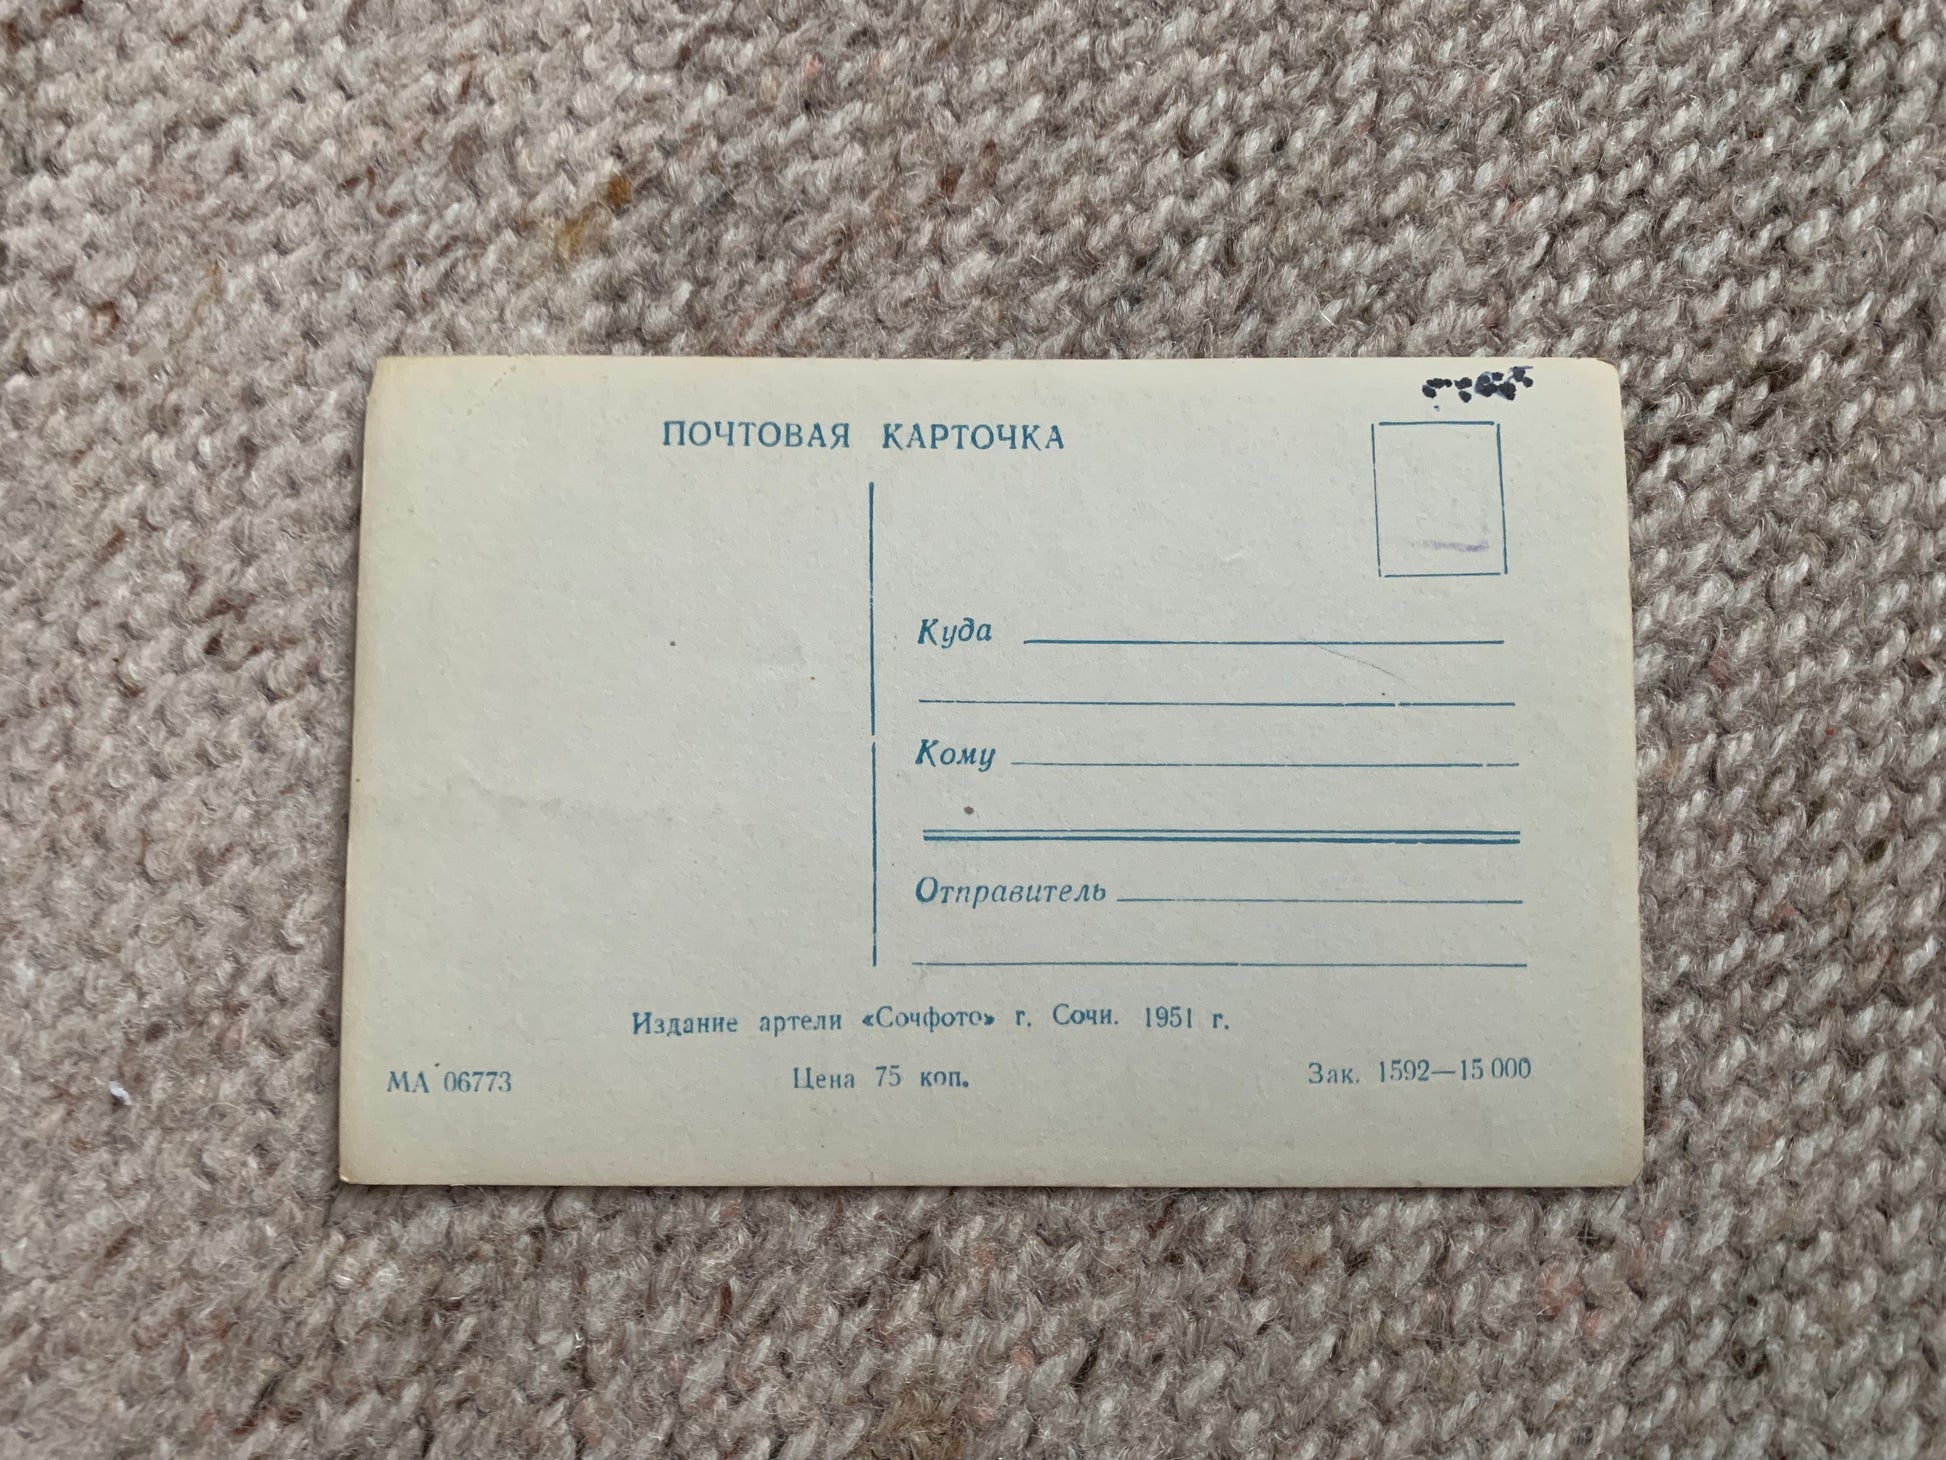 ПОЧТОВАЯ КАРТОЧКА
Куда
Кому
Отправитель
Издание артели «Сочфото» г. Сочи. 1951 г.
МА 06773
Цена 75 коп.
Зак. 1592—15 000